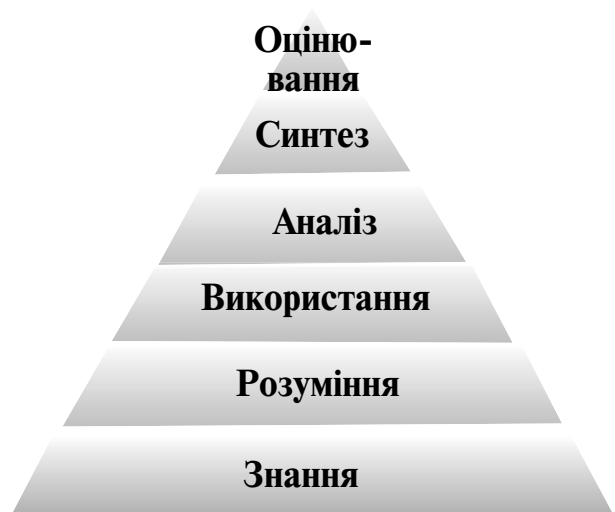 Оціню-
вання
Синтез
Аналіз
Використання
Розуміння
Знання